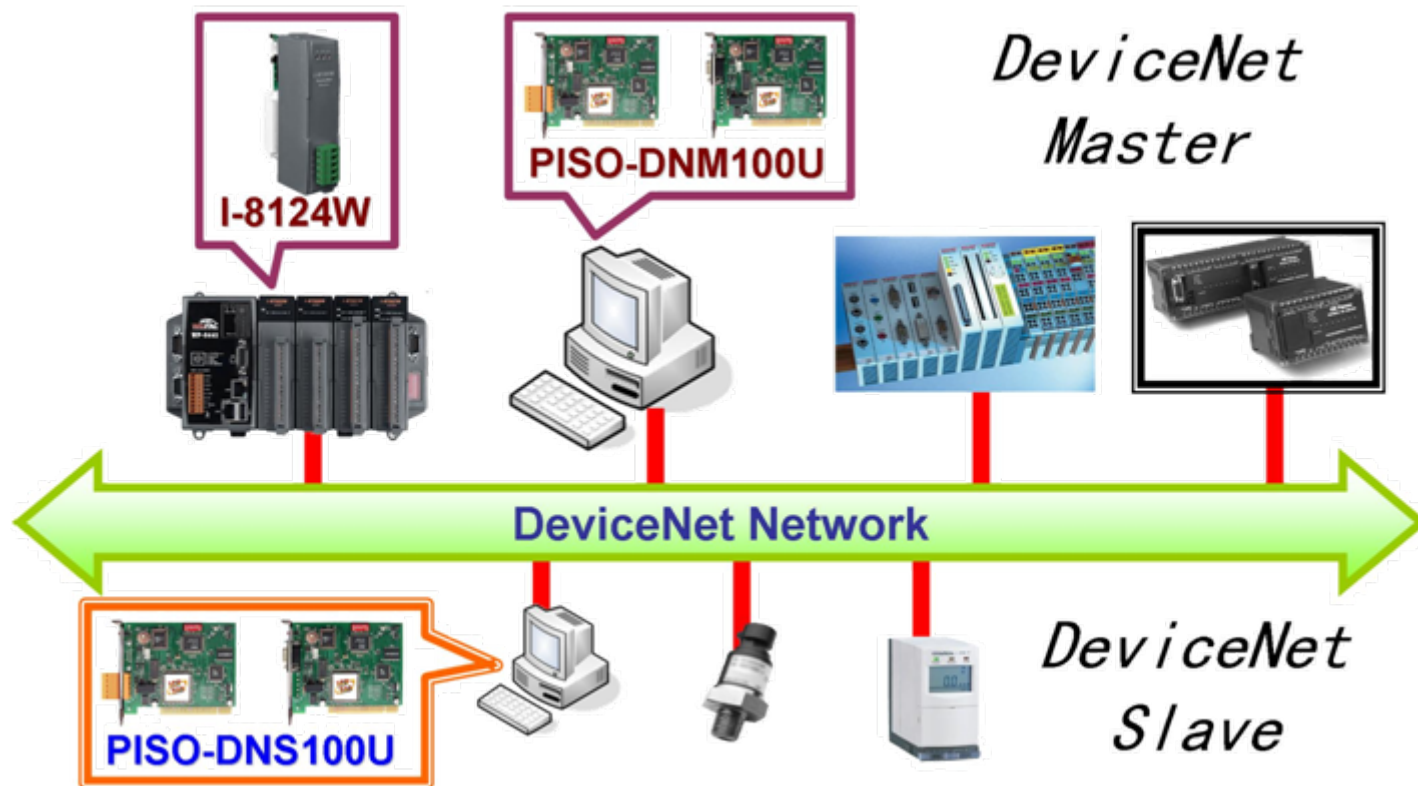 DeviceNet
Master
I-8124W
PISO-DNM100U
DeviceNet Network
PISO-DNS100U
DeviceNet
Slave